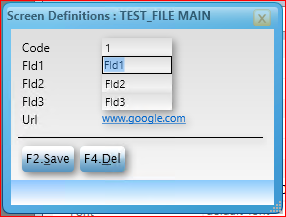 Screen Definitions : TEST_FILE MAIN
Code 1
Fld1 Fld1
Fld2 Fld2
Fld3 Fld3
Url www.google.com
F2.Save F4.Del